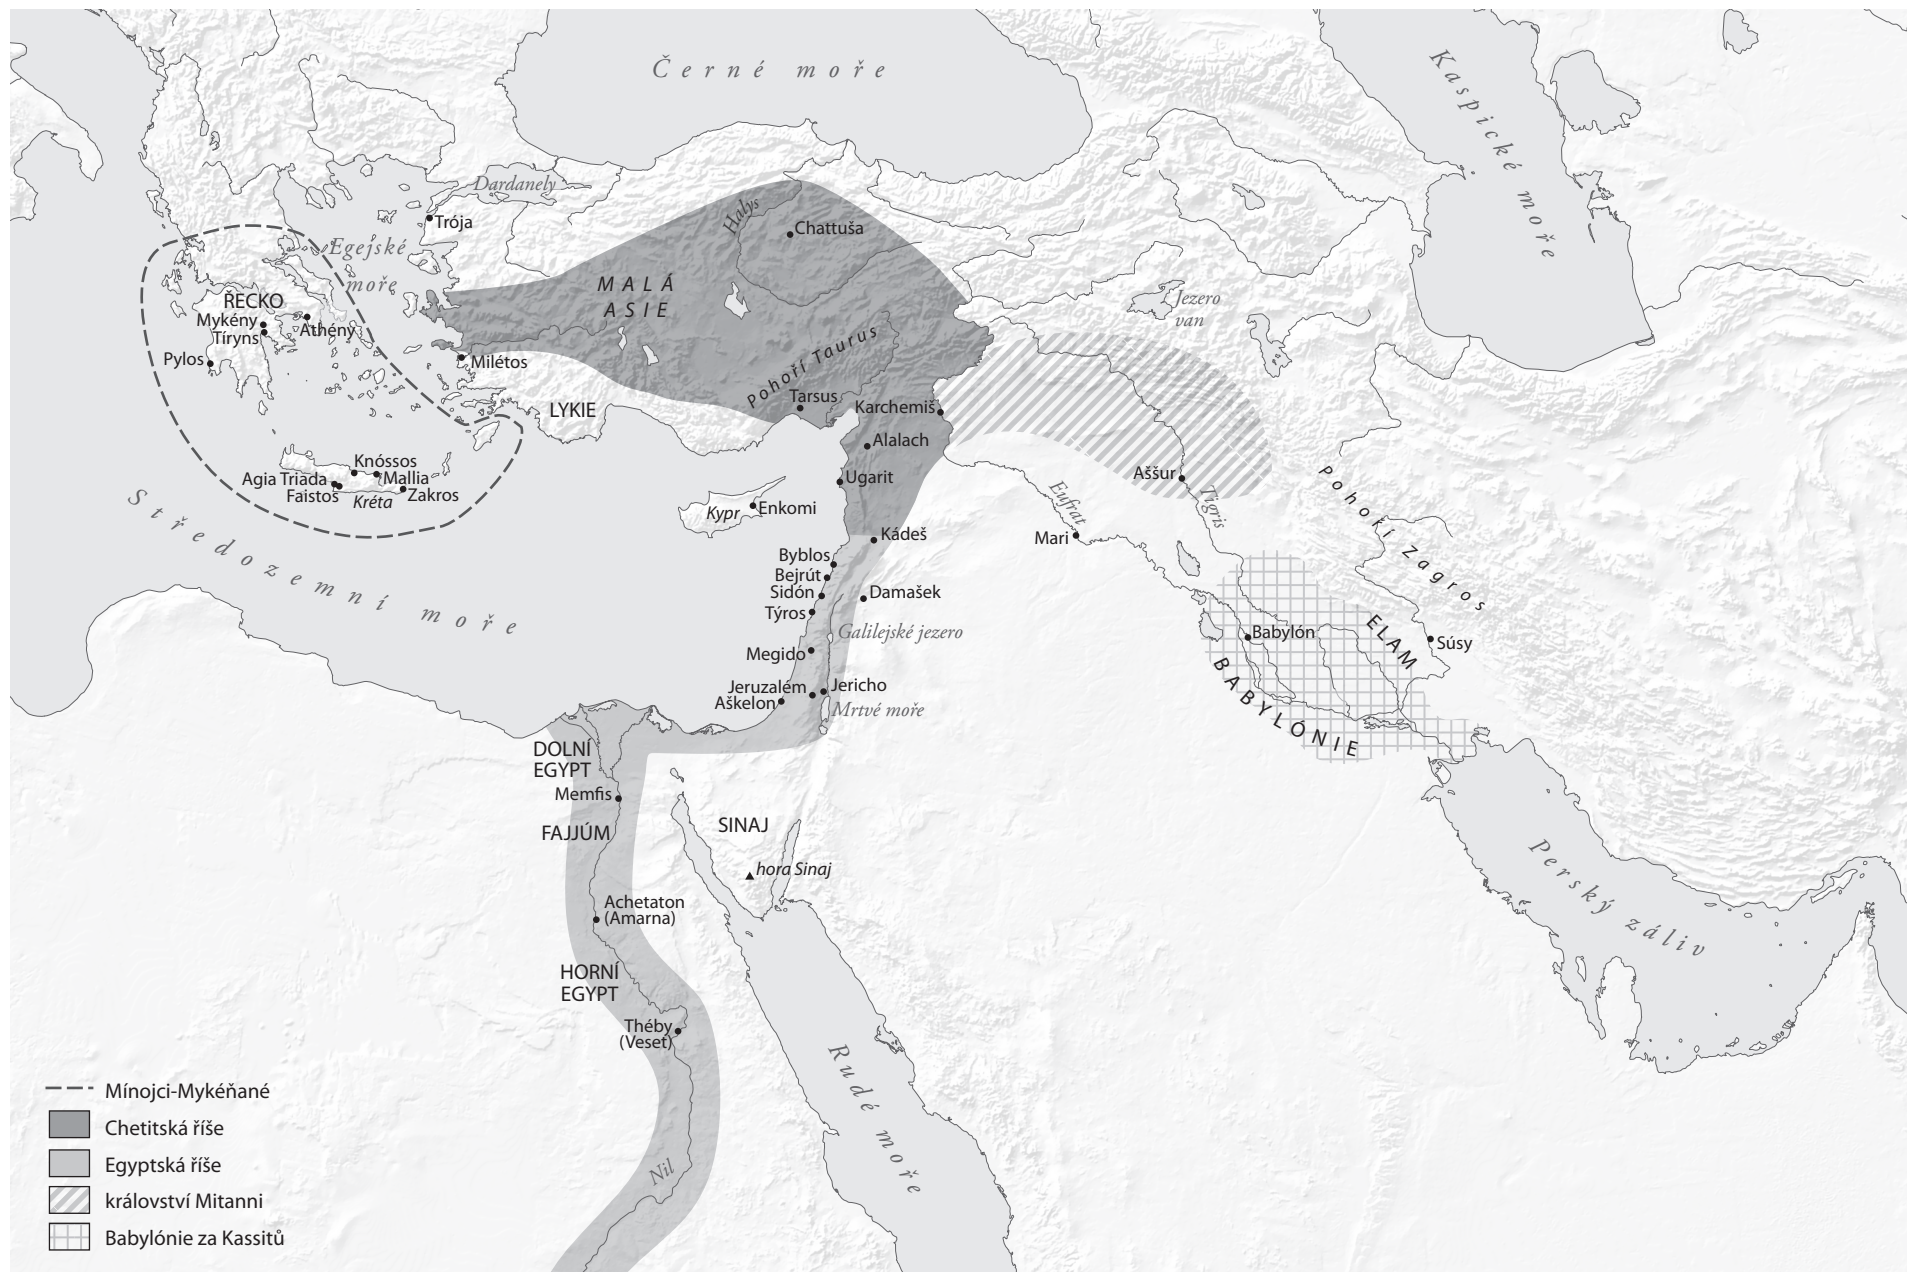 Černé moře
Kaspické moře
Dardanely
Trója
Halys
Chattuša
Egejské
moře
MALÁ
ASIE
Jezero
van
ŘECKO
Mykény
Athény
Tíryns
Pylos
Milétos
Pohoří Taurus
Tarsus
LYKIE
Karchemiš
Alalach
Knóssos
Agia Triada
Mallia
Faistos
Kréta
Zakros
Ugarit
Aššur
Tigris
Eufrat
Pohoří Zagros
Středozemní moře
Kypr
Enkomi
Kádeš
Mari
Byblos
Bejrút
Sidón
Damašek
Týros
Galilejské jezero
Babylón
ELAM
Súsy
Megido
BABYLÓNIE
Jeruzalém
Jericho
Aškelon
Mrtvé moře
DOLNÍ
EGYPT
Memfis
FAJJÚM
SINAJ
hora Sinaj
Perský záliv
Achetaton
(Amarna)
HORNÍ
EGYPT
Théby
(Veset)
Rudé moře
Nil
Mínojci-Mykéňané
Chetitská říše
Egyptská říše
království Mitanni
Babylónie za Kassitů